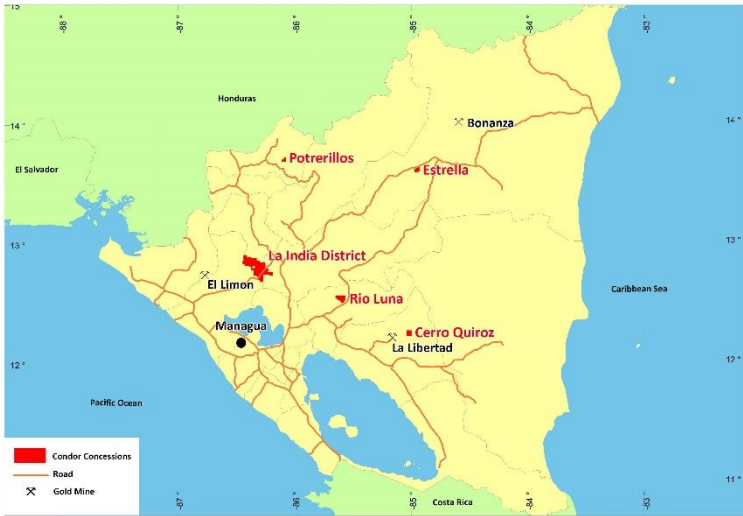 -88
-87
-86
-85
-84
-83
15
15
Honduras
14 °
Bonanza
14 °
Potrerillos
El Salvador
Estrella
13 °
13 °
La India District
El Limon
Caribbean Sea
Rio Luna
Managua
Cerro Quiroz
La Libertad
12 °
12 °
Pacific Ocean
Condor Concessions
Road
Gold Mine
11 °
Costa Rica
-87
-86
-85
-84
-83